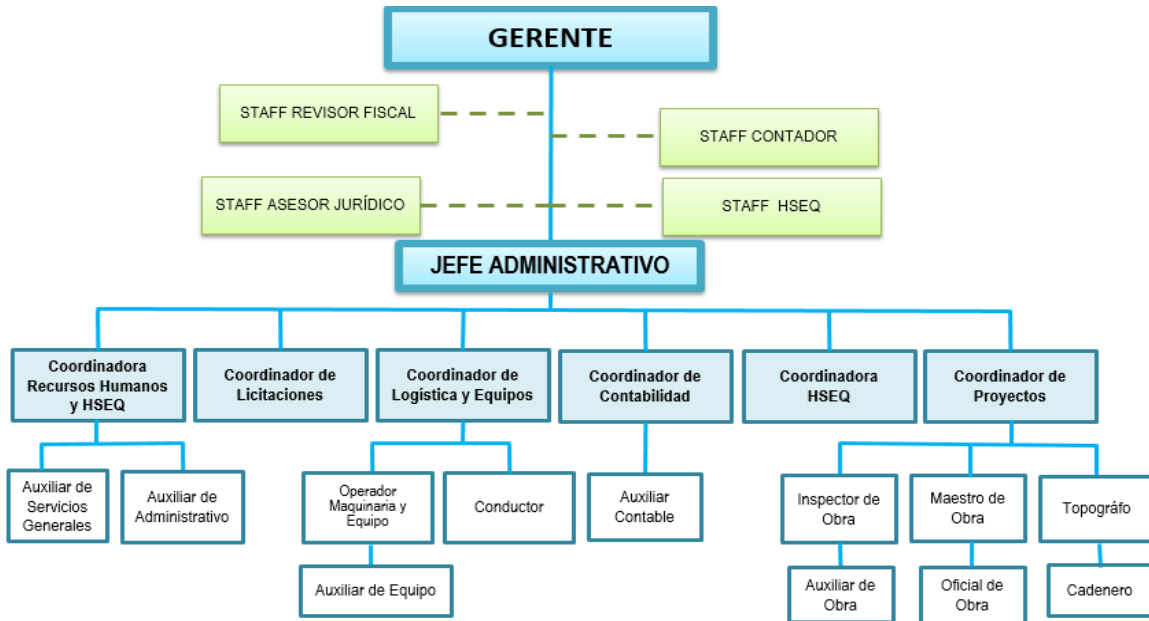 GERENTE
STAFF REVISOR FISCAL
STAFF CONTADOR
STAFF ASESOR JURÍDICO
STAFF HSEQ
JEFE ADMINISTRATIVO
Coordinadora
Recursos Humanos
y HSEQ
Coordinador de
Licitaciones
Coordinador de
Logística y Equipos
Coordinador de
Contabilidad
Coordinadora
HSEQ
Coordinador de
Proyectos
Auxiliar de
Servicios
Generales
Auxiliar de
Administrativo
Operador
Maquinaria y
Equipo
Conductor
Auxiliar
Contable
Inspector de
Obra
Maestro de
Obra
Topográfo
Auxiliar de Equipo
Auxiliar de
Obra
Oficial de
Obra
Cadenero